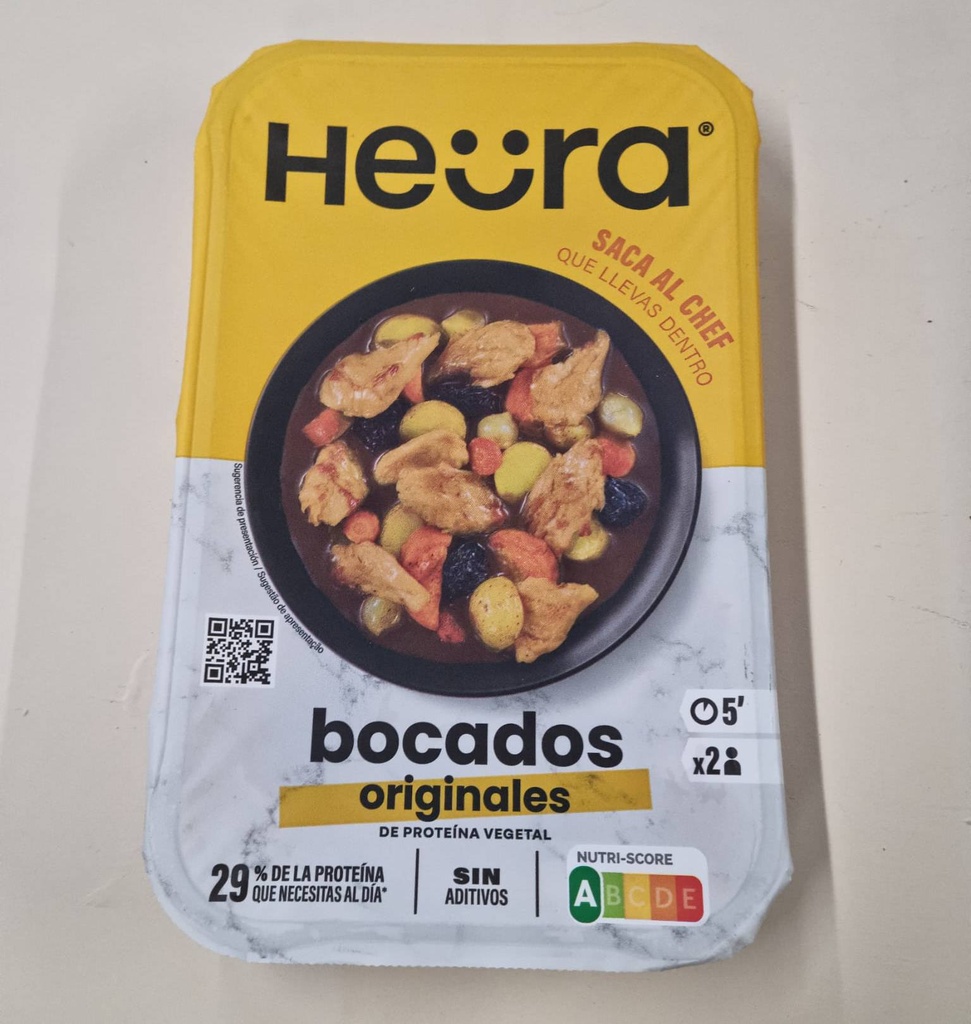 Heüra®
SACA AL CHEF
QUE LLEVAS DENTRO
Sugerencia de presentación / Sugestão de apresentação
5'
x2
bocados
originales
DE PROTEÍNA VEGETAL
29 % DE LA PROTEÍNA
QUE NECESITAS AL DÍA*
SIN
ADITIVOS
NUTRI-SCORE
A B C D E